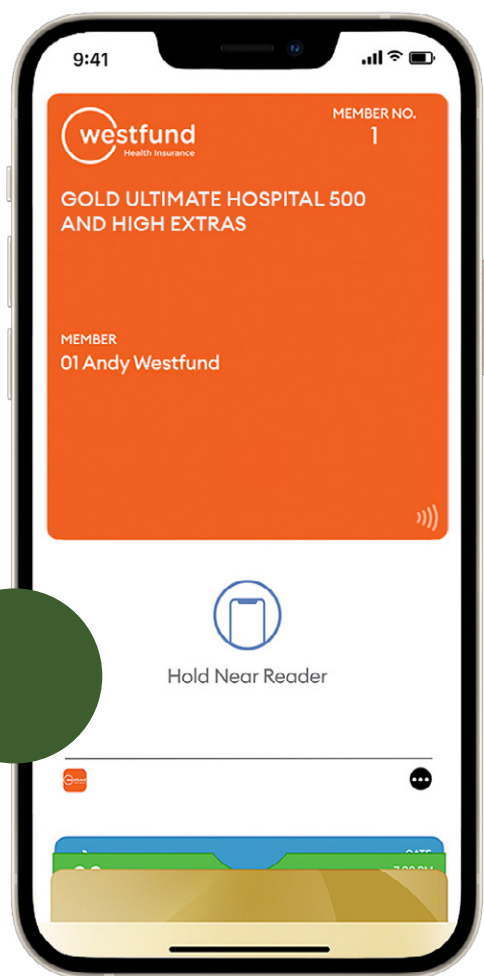 9:41
westfund
Health Insurance
MEMBER NO.
1
GOLD ULTIMATE HOSPITAL 500
AND HIGH EXTRAS
MEMBER
01 Andy Westfund
Hold Near Reader